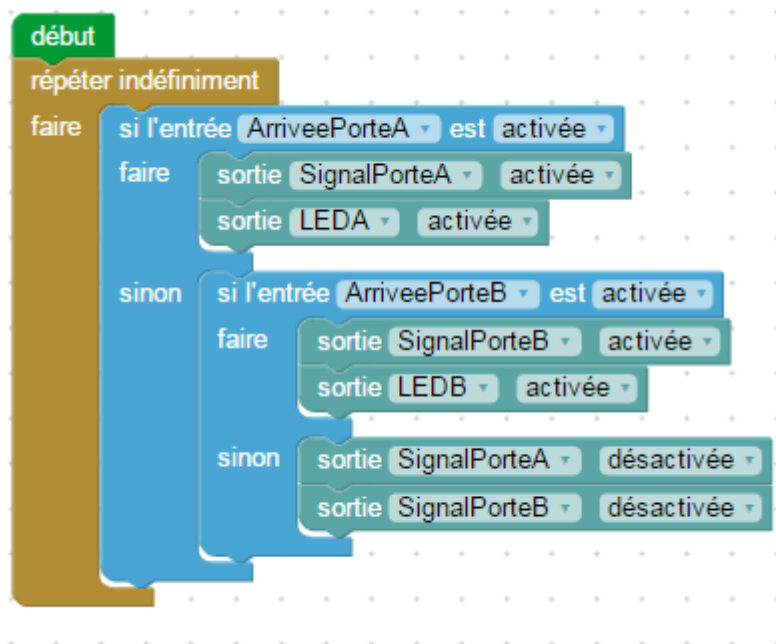 début
répéter indéfiniment
faire si l'entrée ArriveePorteA est activée
faire sortie SignalPorteA activée
sortie LEDA activée
sinon si l'entrée ArriveePorteB est activée
faire sortie SignalPorteB activée
sortie LEDB activée
sinon sortie SignalPorteA désactivée
sortie SignalPorteB désactivée